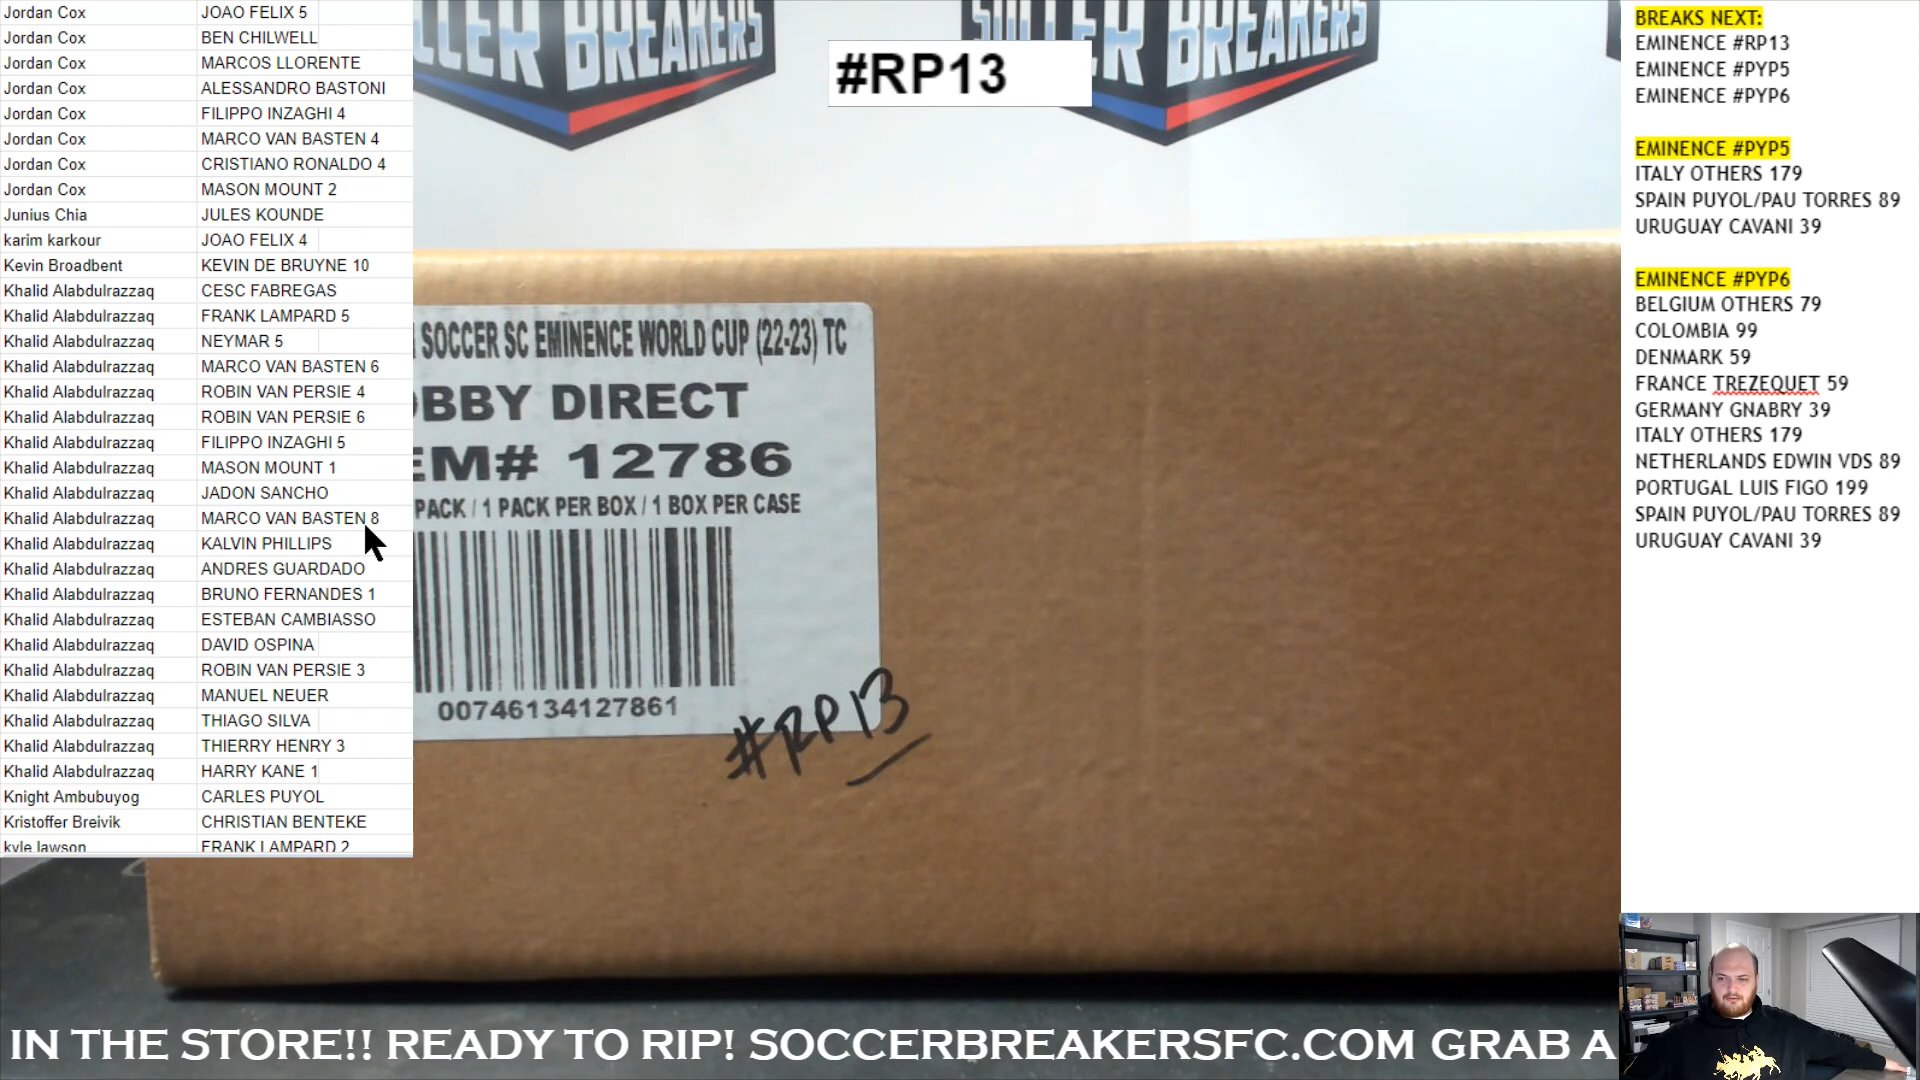 Jordan Cox JOAO FELIX 5
Jordan Cox BEN CHILWELL
Jordan Cox MARCOS LLORENTE
Jordan Cox ALESSANDRO BASTONI
Jordan Cox FILIPPO INZAGHI 4
Jordan Cox MARCO VAN BASTEN 4
Jordan Cox CRISTIANO RONALDO 4
Jordan Cox MASON MOUNT 2
Junius Chia JULES KOUNDE
karim karkour JOAO FELIX 4
Kevin Broadbent KEVIN DE BRUYNE 10
Khalid Alabdulrazzaq CESC FABREGAS
Khalid Alabdulrazzaq FRANK LAMPARD 5
Khalid Alabdulrazzaq NEYMAR 5
Khalid Alabdulrazzaq MARCO VAN BASTEN 6
Khalid Alabdulrazzaq ROBIN VAN PERSIE 4
Khalid Alabdulrazzaq ROBIN VAN PERSIE 6
Khalid Alabdulrazzaq FILIPPO INZAGHI 5
Khalid Alabdulrazzaq MASON MOUNT 1
Khalid Alabdulrazzaq JADON SANCHO
Khalid Alabdulrazzaq MARCO VAN BASTEN 8
Khalid Alabdulrazzaq KALVIN PHILLIPS
Khalid Alabdulrazzaq ANDRES GUARDADO
Khalid Alabdulrazzaq BRUNO FERNANDES 1
Khalid Alabdulrazzaq ESTEBAN CAMBIASSO
Khalid Alabdulrazzaq DAVID OSPINA
Khalid Alabdulrazzaq ROBIN VAN PERSIE 3
Khalid Alabdulrazzaq MANUEL NEUER
Khalid Alabdulrazzaq THIAGO SILVA
Khalid Alabdulrazzaq THIERRY HENRY 3
Khalid Alabdulrazzaq HARRY KANE 1
Knight Ambubuyog CARLES PUYOL
Kristoffer Breivik CHRISTIAN BENTEKE
kyle lawson FRANK LAMPARD 2
BREAKERS
SOCCER BREAKERS
#RP13
SOCCER SC EMINENCE WORLD CUP (22-23) TC
BBY DIRECT
EM# 12786
PACK / 1 PACK PER BOX / 1 BOX PER CASE
00746134127861
#RP13
BREAKS NEXT:
EMINENCE #RP13
EMINENCE #PYP5
EMINENCE #PYP6
EMINENCE #PYP5
ITALY OTHERS 179
SPAIN PUYOL/PAU TORRES 89
URUGUAY CAVANI 39
EMINENCE #PYP6
BELGIUM OTHERS 79
COLOMBIA 99
DENMARK 59
FRANCE TREZEQUET 59
GERMANY GNABRY 39
ITALY OTHERS 179
NETHERLANDS EDWIN VDS 89
PORTUGAL LUIS FIGO 199
SPAIN PUYOL/PAU TORRES 89
URUGUAY CAVANI 39
IN THE STORE!! READY TO RIP! SOCCERBREAKERSFC.COM GRAB A